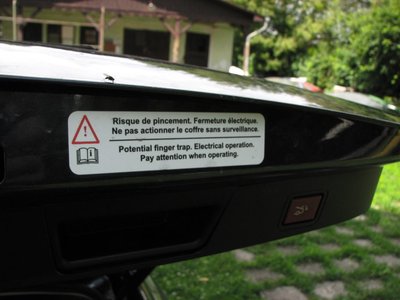 Risque de pincement. Fermeture électrique.
Ne pas actionner le coffre sans surveillance.
Potential finger trap. Electrical operation.
Pay attention when operating.